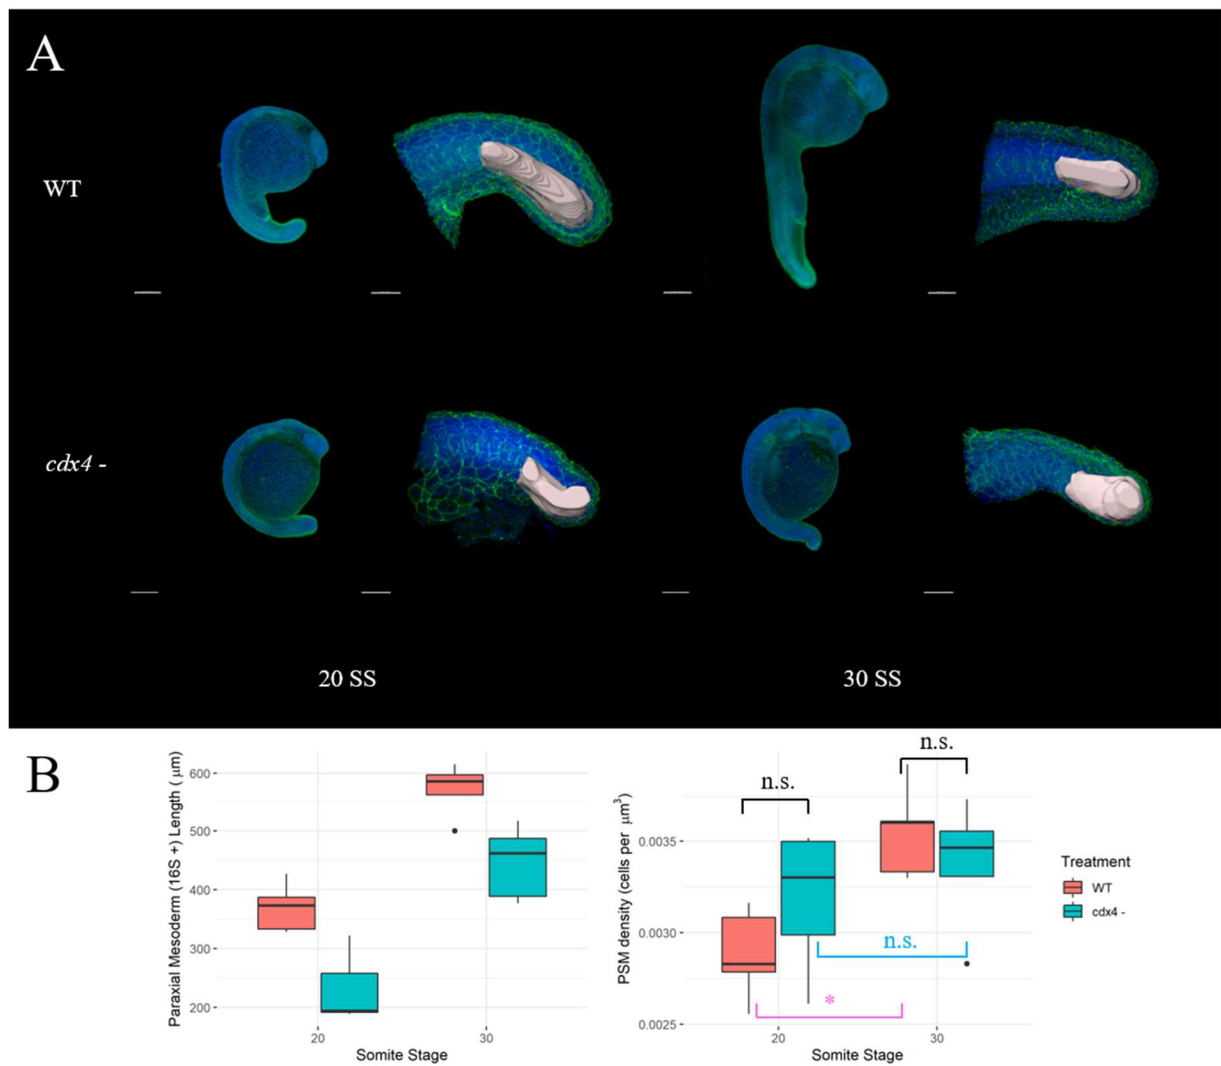 A
WT
cdx4 -
20 SS
30 SS
B
Paraxial Mesoderm (16S +) Length ( μm)
600
500
400
300
200
20
30
Somite Stage
PSM density (cells per μm³)
0.0035
0.0030
0.0025
n.s.
n.s.
n.s.
*
20
30
Somite Stage
Treatment
WT
cdx4 -